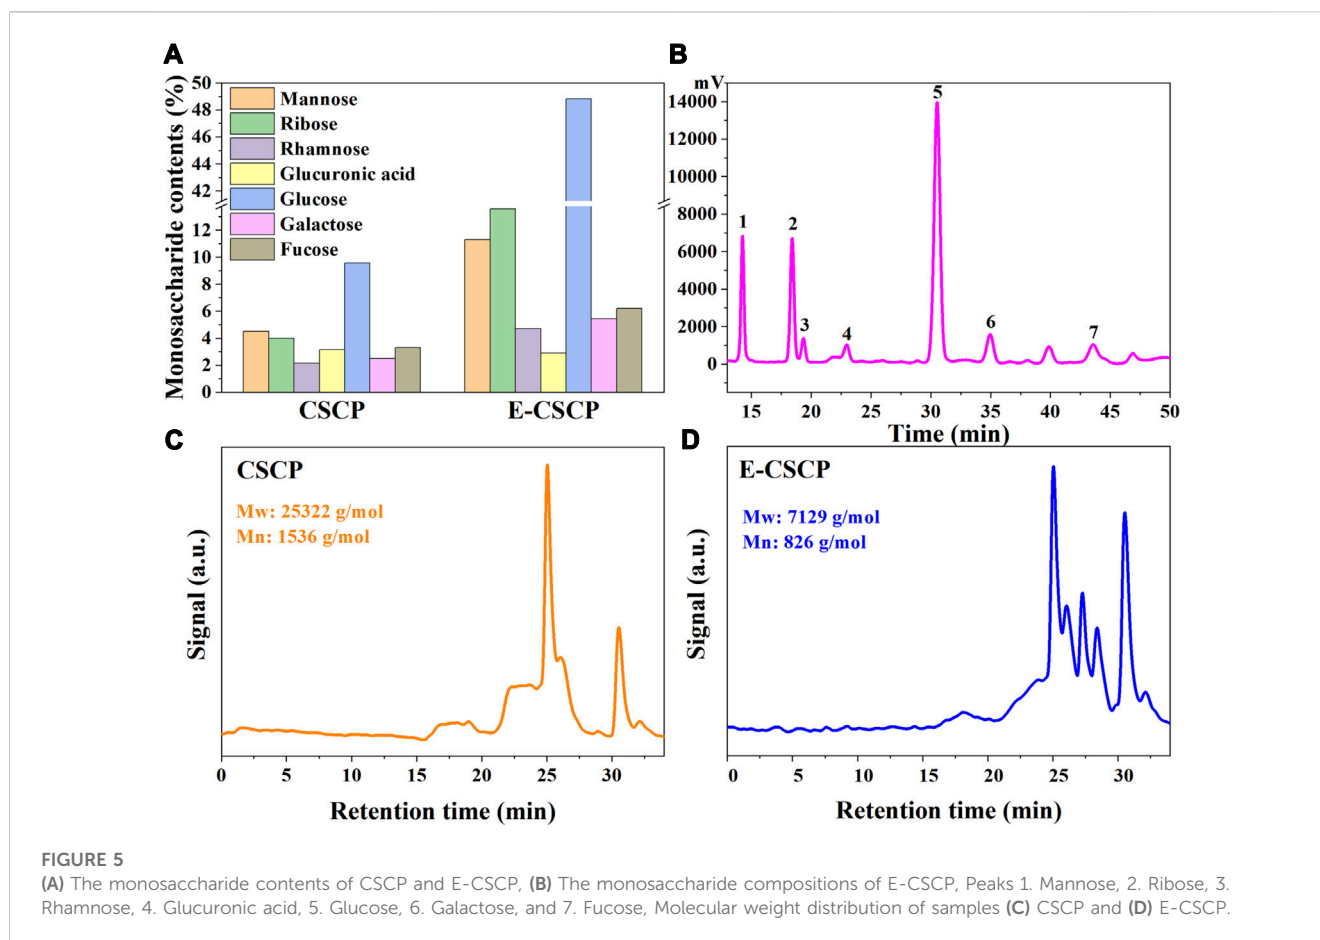 A
Monosaccharide contents (%)
50
48
46
44
42
12
10
8
6
4
2
0
Mannose
Ribose
Rhamnose
Glucuronic acid
Glucose
Galactose
Fucose
CSCP
E-CSCP
B
mV
14000
12000
10000
8000
6000
4000
2000
0
1
2
3
4
5
6
7
15 20 25 30 35 40 45 50
Time (min)
C
CSCP
Mw: 25322 g/mol
Mn: 1536 g/mol
Signal (a.u.)
0 5 10 15 20 25 30
Retention time (min)
D
E-CSCP
Mw: 7129 g/mol
Mn: 826 g/mol
Signal (a.u.)
0 5 10 15 20 25 30
Retention time (min)
FIGURE 5
(A) The monosaccharide contents of CSCP and E-CSCP, (B) The monosaccharide compositions of E-CSCP, Peaks 1. Mannose, 2. Ribose, 3.
Rhamnose, 4. Glucuronic acid, 5. Glucose, 6. Galactose, and 7. Fucose, Molecular weight distribution of samples (C) CSCP and (D) E-CSCP.